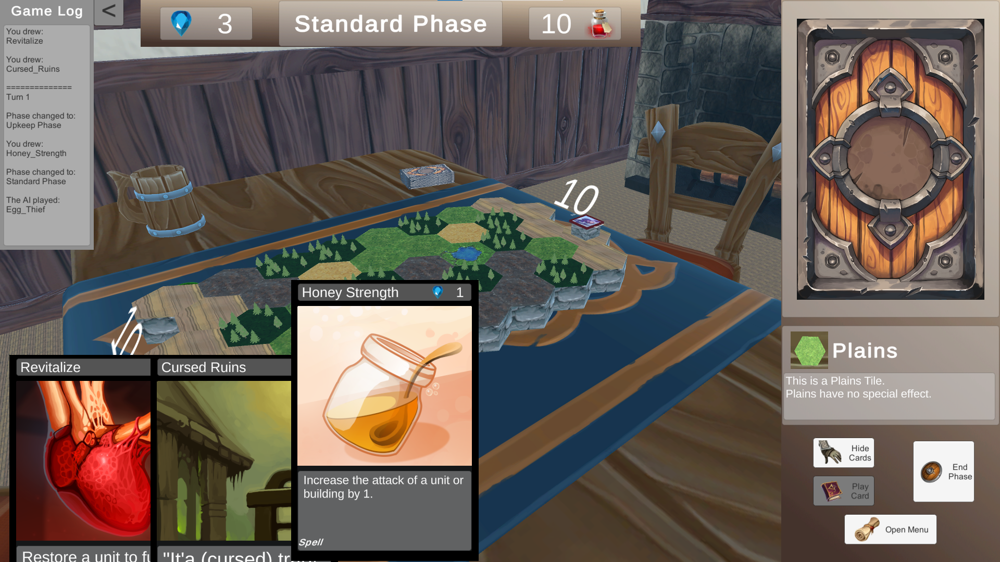 Game Log
<
You drew:
Revitalize
You drew:
Cursed_Ruins
==============
Turn 1
Phase changed to:
Upkeep Phase
You drew:
Honey_Strength
Phase changed to:
Standard Phase
The AI played:
Egg_Thief
3
Standard Phase
10
10
10
Revitalize
Restore a unit to
Cursed Ruins
"It'a (cursed)
Honey Strength 1
Increase the attack of a unit or
building by 1.
Spell
Plains
This is a Plains Tile.
Plains have no special effect.
Hide
Cards
Play
Card
End
Phase
Open Menu